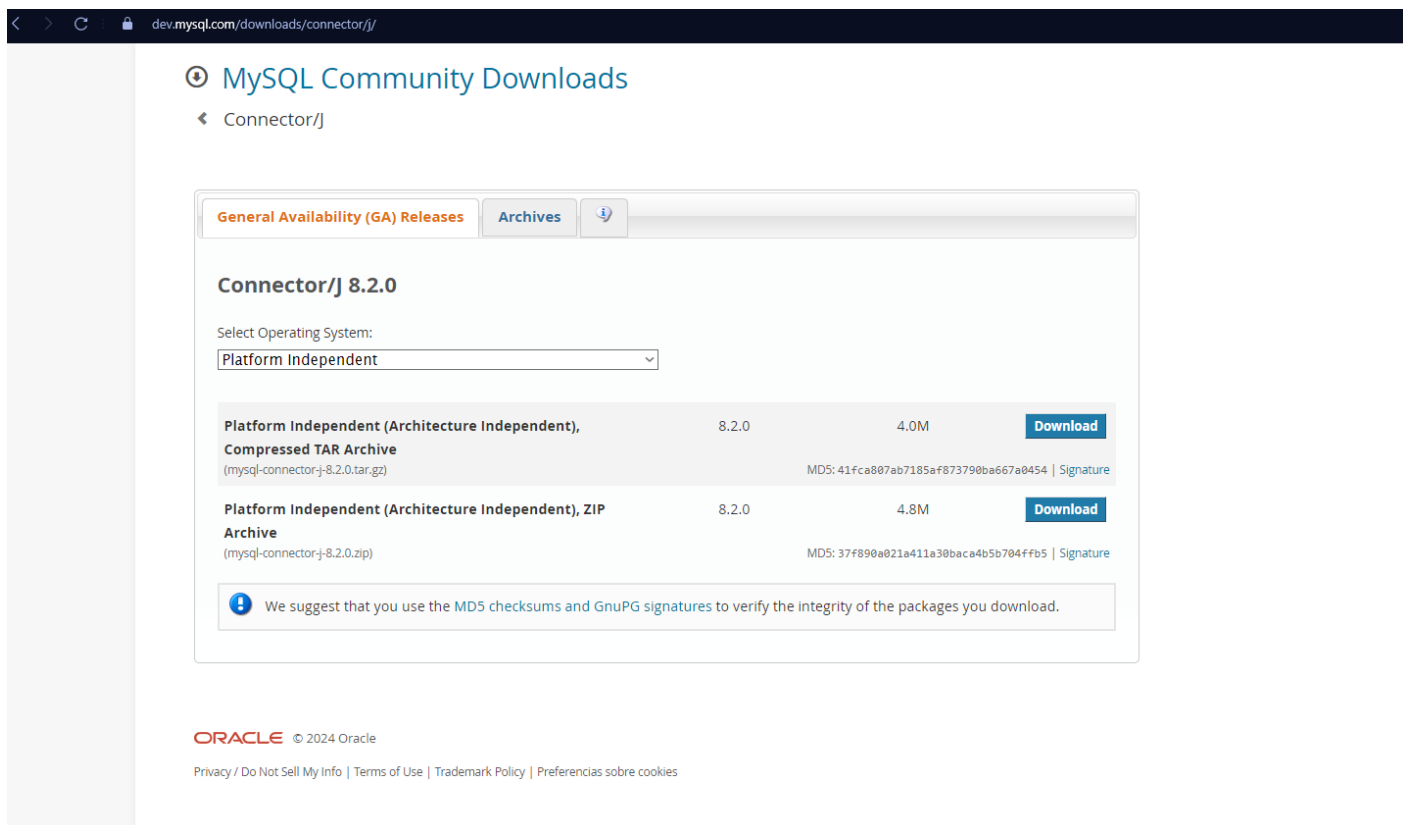 dev.mysql.com/downloads/connector/j/
MySQL Community Downloads
Connector/J
General Availability (GA) Releases
Archives
Connector/J 8.2.0
Select Operating System:
Platform Independent
Platform Independent (Architecture Independent), 8.2.0 4.0M Download
Compressed TAR Archive
(mysql-connector-j-8.2.0.tar.gz) MD5: 41fca807ab7185af873790ba667a0454 | Signature
Platform Independent (Architecture Independent), ZIP 8.2.0 4.8M Download
Archive
(mysql-connector-j-8.2.0.zip) MD5: 37f890a021a411a30baca4b5b704ffb5 | Signature
We suggest that you use the MD5 checksums and GnuPG signatures to verify the integrity of the packages you download.
ORACLE © 2024 Oracle
Privacy / Do Not Sell My Info | Terms of Use | Trademark Policy | Preferencias sobre cookies